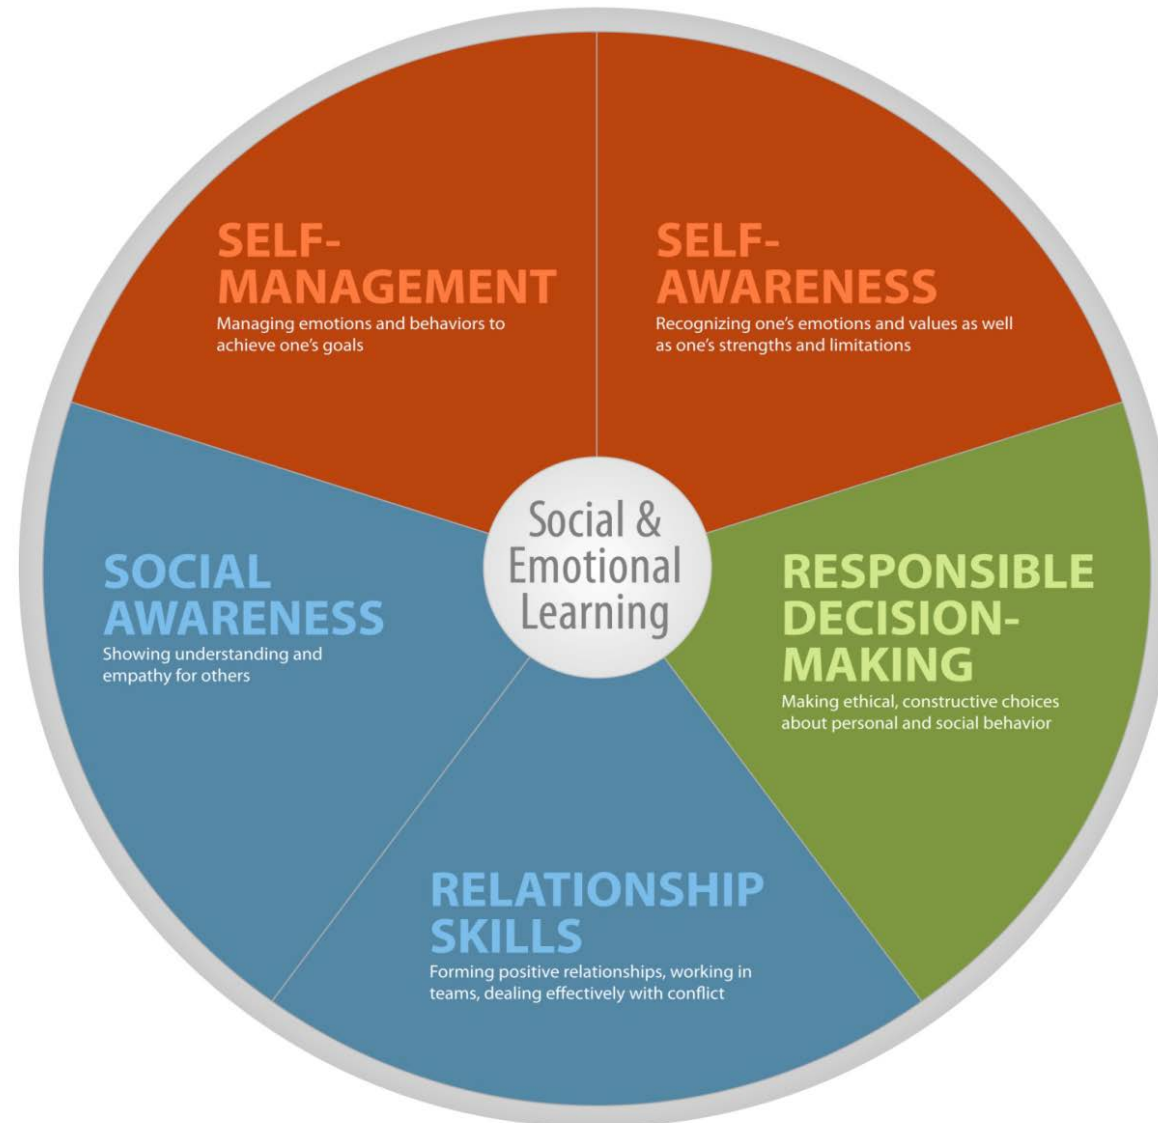 SELF-
MANAGEMENT
Managing emotions and behaviors to
achieve one’s goals
SELF-
AWARENESS
Recognizing one’s emotions and values as well
as one’s strengths and limitations
SOCIAL
AWARENESS
Showing understanding and
empathy for others
Social &
Emotional
Learning
RESPONSIBLE
DECISION-
MAKING
Making ethical, constructive choices
about personal and social behavior
RELATIONSHIP
SKILLS
Forming positive relationships, working in
teams, dealing effectively with conflict